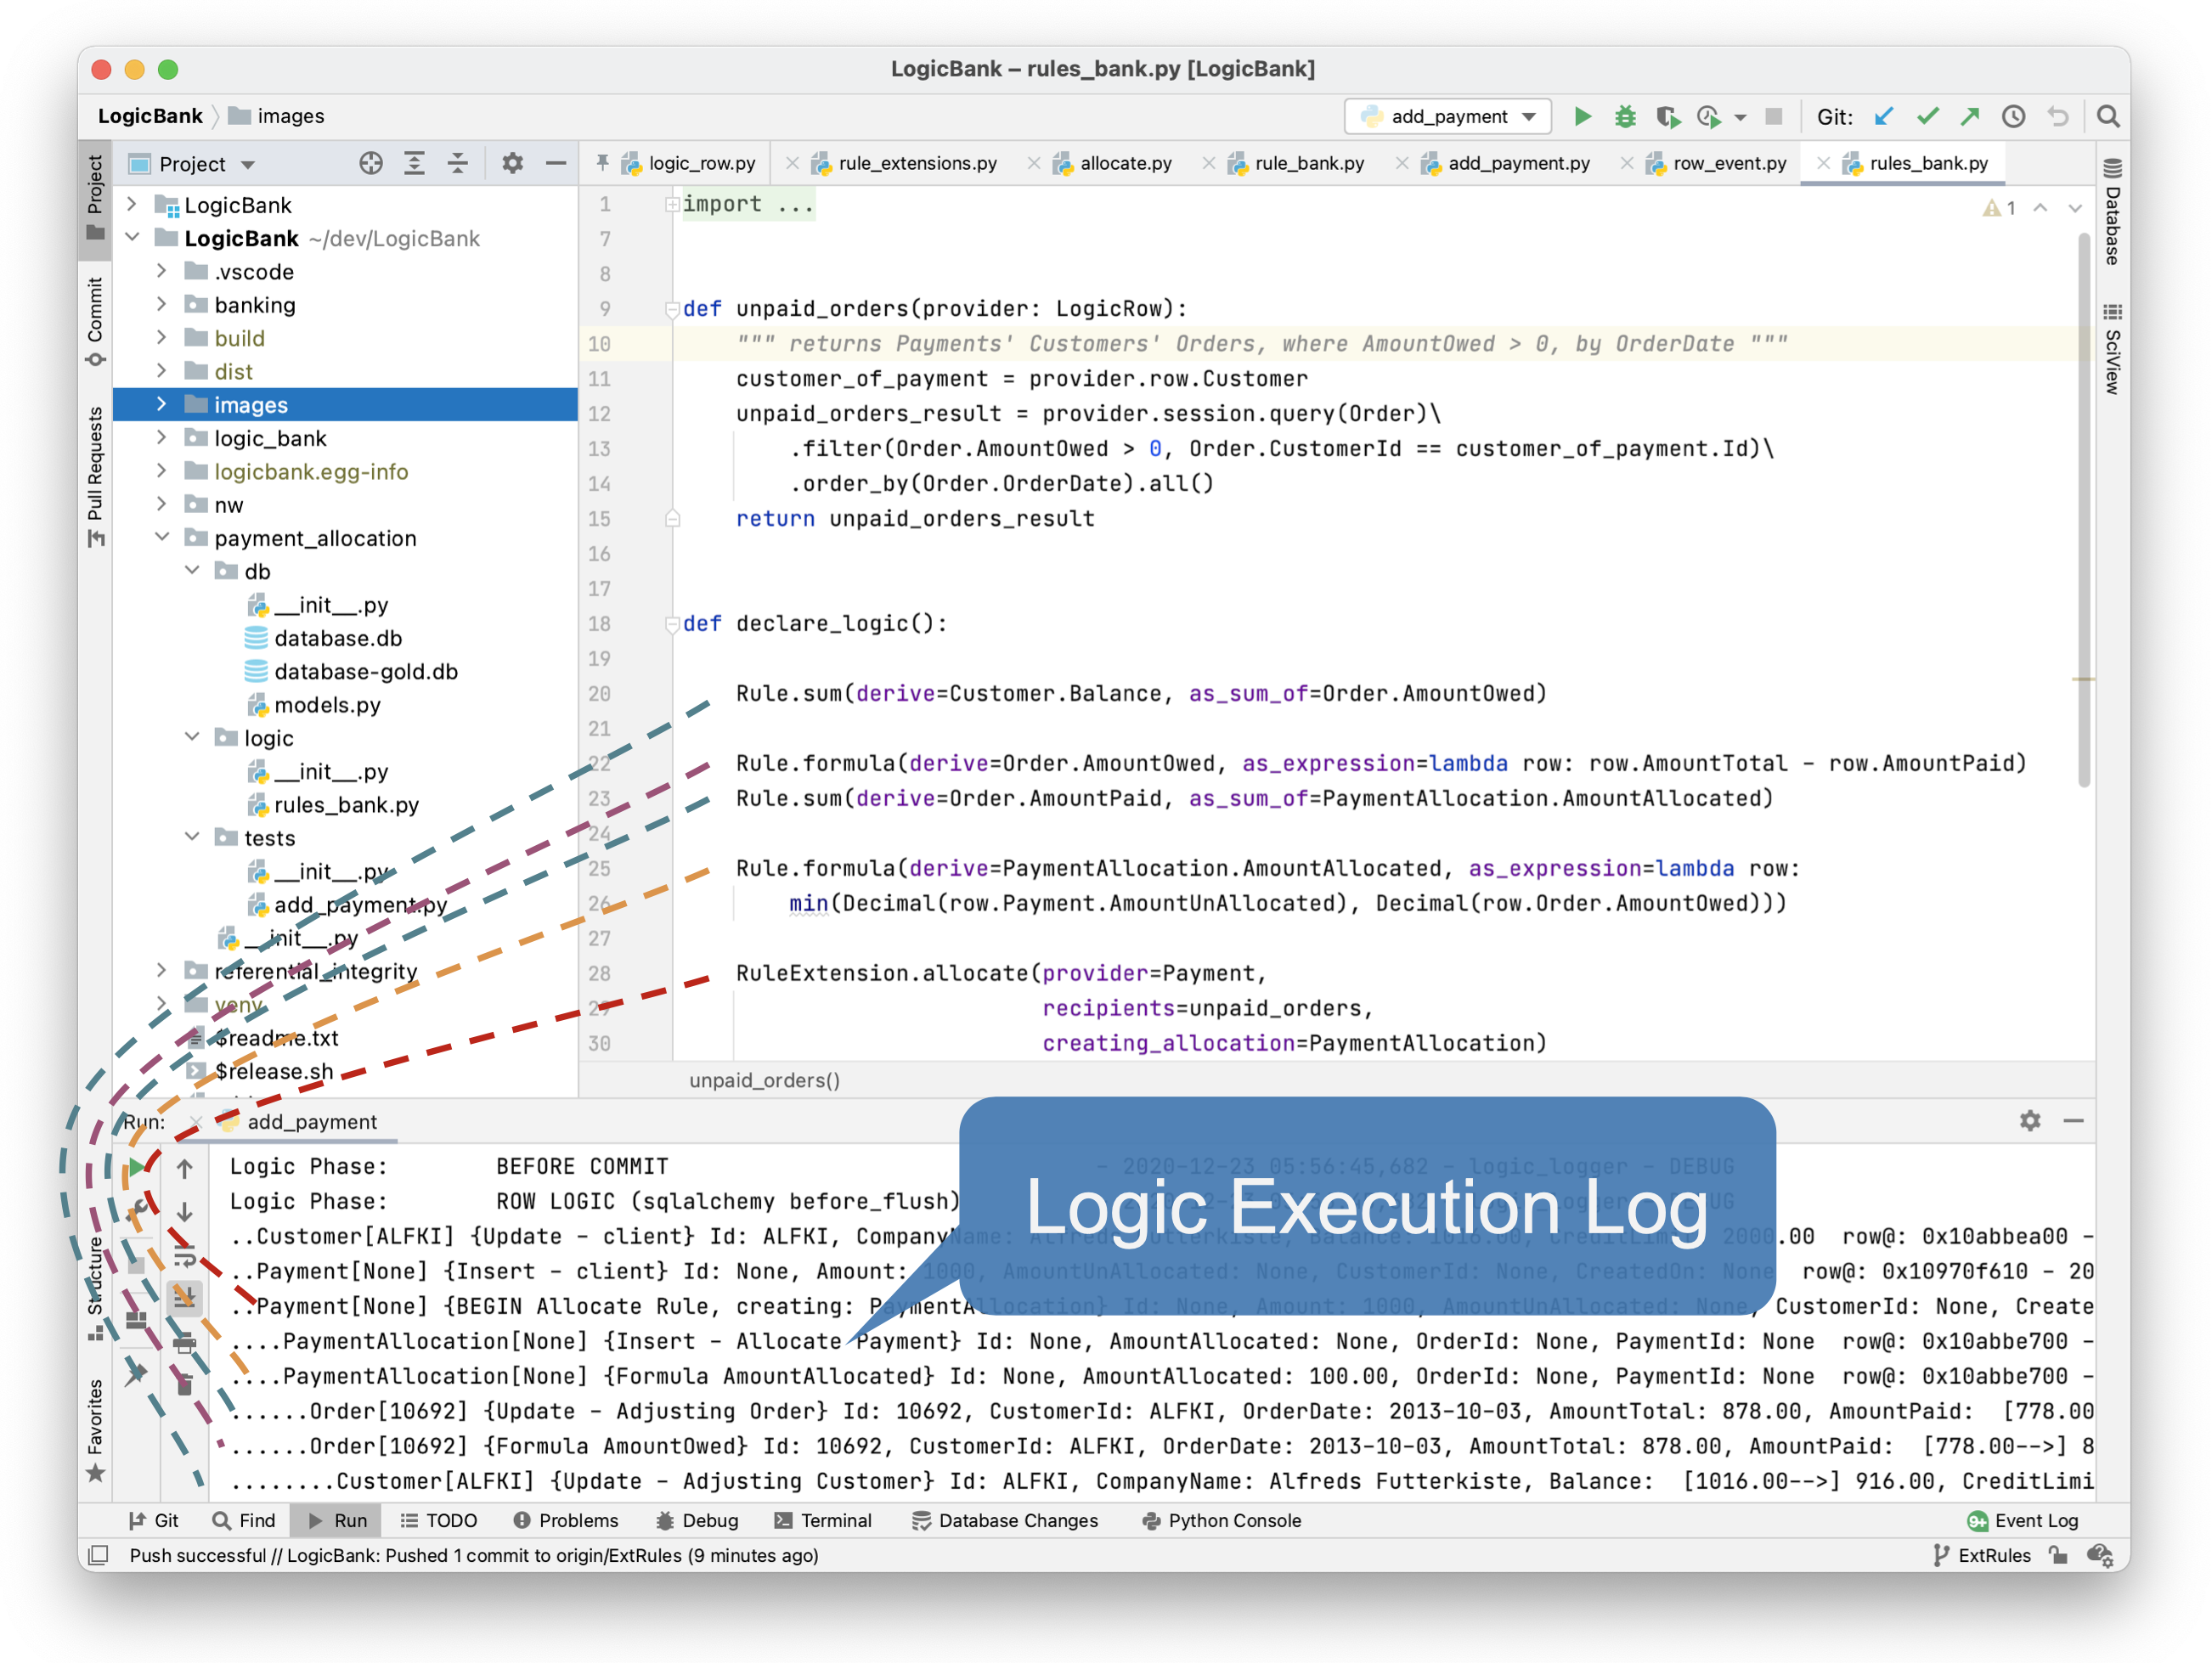 LogicBank – rules_bank.py [LogicBank]
LogicBank
images
add_payment
Git:
Project
logic_row.py
rule_extensions.py
allocate.py
rule_bank.py
add_payment.py
row_event.py
rules_bank.py
Project
Commit
Pull Requests
Structure
Favorites
Database
SciView
LogicBank
LogicBank ~/dev/LogicBank
.vscode
banking
build
dist
images
logic_bank
logicbank.egg-info
nw
payment_allocation
db
__init__.py
database.db
database-gold.db
models.py
logic
__init__.py
rules_bank.py
tests
__init__.py
add_payment.py
__init__.py
referential_integrity
venv
$readme.txt
$release.sh
1
1 import ...
7
8
9 def unpaid_orders(provider: LogicRow):
10 """ returns Payments' Customers' Orders, where AmountOwed > 0, by OrderDate """
11 customer_of_payment = provider.row.Customer
12 unpaid_orders_result = provider.session.query(Order)\
13 .filter(Order.AmountOwed > 0, Order.CustomerId == customer_of_payment.Id)\
14 .order_by(Order.OrderDate).all()
15 return unpaid_orders_result
16
17
18 def declare_logic():
19
20 Rule.sum(derive=Customer.Balance, as_sum_of=Order.AmountOwed)
21
22 Rule.formula(derive=Order.AmountOwed, as_expression=lambda row: row.AmountTotal - row.AmountPaid)
23 Rule.sum(derive=Order.AmountPaid, as_sum_of=PaymentAllocation.AmountAllocated)
24
25 Rule.formula(derive=PaymentAllocation.AmountAllocated, as_expression=lambda row:
26 min(Decimal(row.Payment.AmountUnAllocated), Decimal(row.Order.AmountOwed)))
27
28 RuleExtension.allocate(provider=Payment,
29 recipients=unpaid_orders,
30 creating_allocation=PaymentAllocation)
unpaid_orders()
Run:
add_payment
Logic Execution Log
Logic Phase: BEFORE COMMIT - 2020-12-23 05:56:45,682 - logic_logger - DEBUG
Logic Phase: ROW LOGIC (sqlalchemy before_flush)
..Customer[ALFKI] {Update - client} Id: ALFKI, CompanyName: Alfreds Futterkiste, Balance: 1016.00, CreditLimit: 2000.00 row@: 0x10abbea00 -
..Payment[None] {Insert - client} Id: None, Amount: 1000, AmountUnAllocated: None, CustomerId: None, CreatedOn: None row@: 0x10970f610 - 20
..Payment[None] {BEGIN Allocate Rule, creating: PaymentAllocation} Id: None, Amount: 1000, AmountUnAllocated: None, CustomerId: None, Create
....PaymentAllocation[None] {Insert - Allocate Payment} Id: None, AmountAllocated: None, OrderId: None, PaymentId: None row@: 0x10abbe700 -
....PaymentAllocation[None] {Formula AmountAllocated} Id: None, AmountAllocated: 100.00, OrderId: None, PaymentId: None row@: 0x10abbe700 -
......Order[10692] {Update - Adjusting Order} Id: 10692, CustomerId: ALFKI, OrderDate: 2013-10-03, AmountTotal: 878.00, AmountPaid: [778.00
......Order[10692] {Formula AmountOwed} Id: 10692, CustomerId: ALFKI, OrderDate: 2013-10-03, AmountTotal: 878.00, AmountPaid: [778.00-->] 8
........Customer[ALFKI] {Update - Adjusting Customer} Id: ALFKI, CompanyName: Alfreds Futterkiste, Balance: [1016.00-->] 916.00, CreditLimi
Git
Find
Run
TODO
Problems
Debug
Terminal
Database Changes
Python Console
9+ Event Log
Push successful // LogicBank: Pushed 1 commit to origin/ExtRules (9 minutes ago)
ExtRules